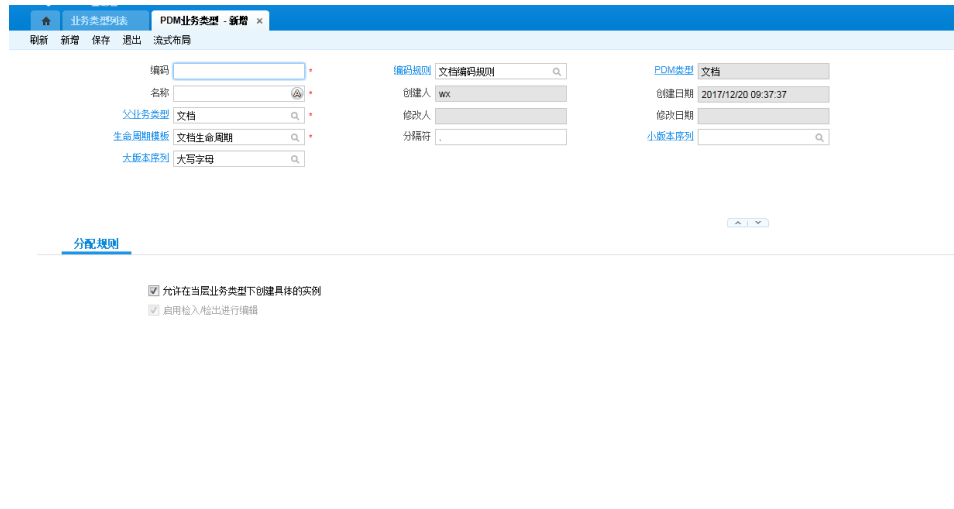 业务类型列表 PDM业务类型 - 新增 ×
刷新 新增 保存 退出 流式布局
编码 * 编码规则 文档编码规则 PDM类型 文档
名称 * 创建人 wx 创建日期 2017/12/20 09:37:37
父业务类型 文档 * 修改人 修改日期
生命周期模板 文档生命周期 * 分隔符 . 小版本序列
大版本序列 大写字母
分配规则
允许在当层业务类型下创建具体的实例
启用检入/检出进行编辑